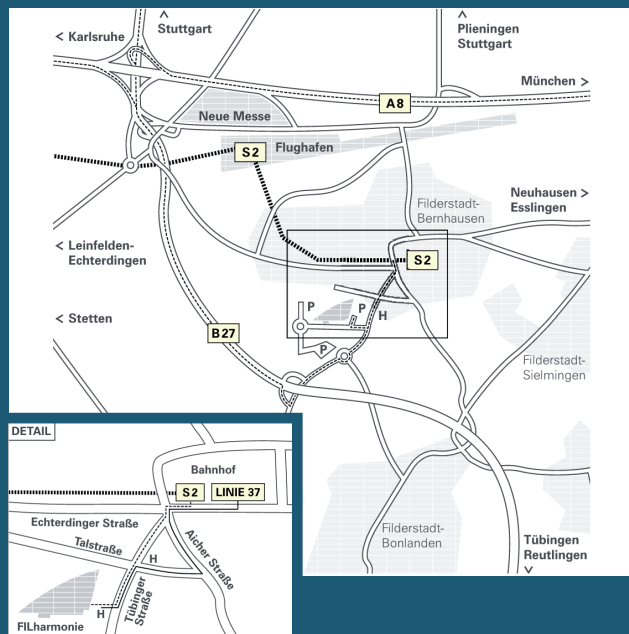 < Karlsruhe
Stuttgart
Plieningen
Stuttgart
München >
A8
Neue Messe
S2
Flughafen
Filderstadt-
Bernhausen
Neuhausen >
Esslingen
< Leinfelden-
Echterdingen
S2
P
P
H
< Stetten
B27
P
Filderstadt-
Sielmingen
DETAIL
Bahnhof
S2
LINIE 37
Echterdinger Straße
Talstraße
H
Aicher Straße
Tübinger
Straße
H
FILharmonie
Filderstadt-
Bonlanden
Tübingen
Reutlingen